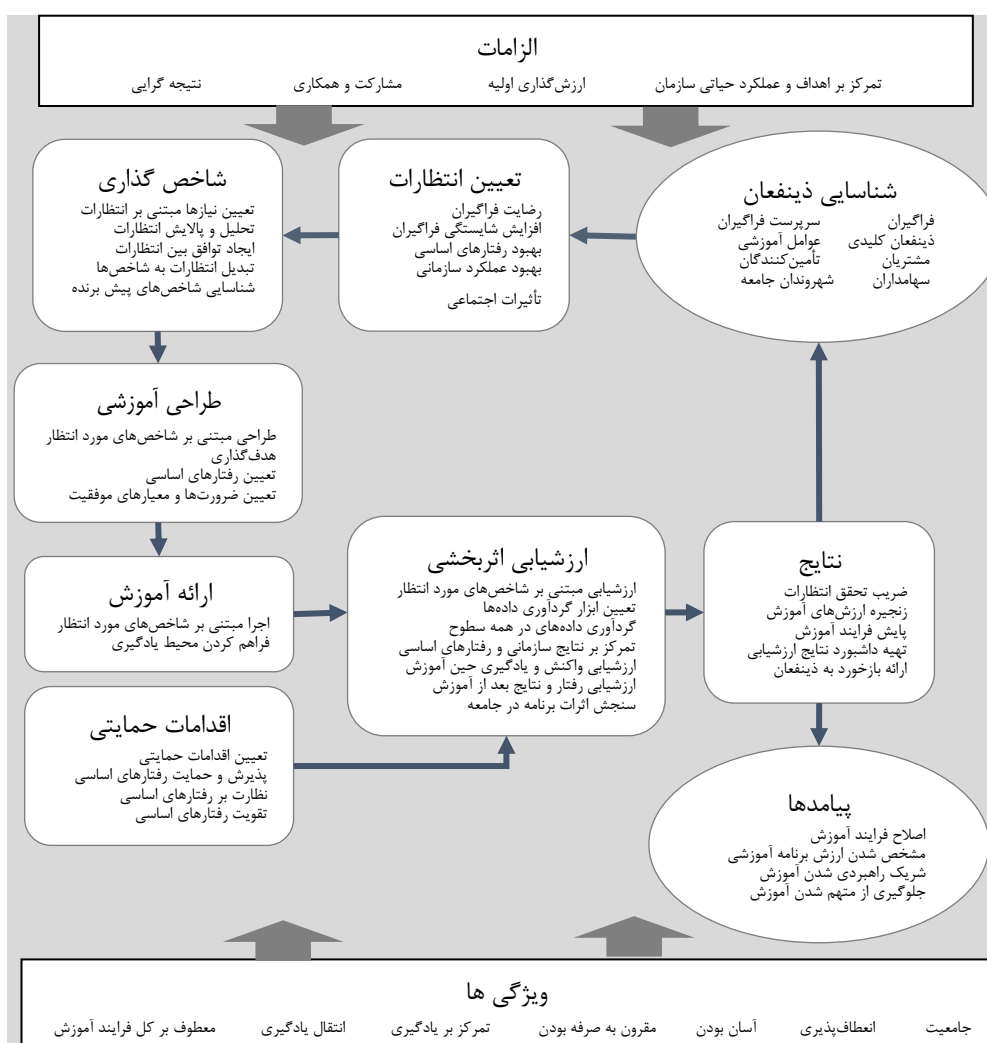 الزامات
تمرکز بر اهداف و عملکرد حیاتی سازمان ارزش‌گذاری اولیه مشارکت و همکاری نتیجه گرایی
شناسایی ذینفعان
فراگیران سرپرست فراگیران
ذینفعان کلیدی عوامل آموزشی
مشتریان تأمین‌کنندگان
سهامداران شهروندان جامعه
تعیین انتظارات
رضایت فراگیران
افزایش شایستگی فراگیران
بهبود رفتارهای اساسی
بهبود عملکرد سازمانی
تأثیرات اجتماعی
شاخص گذاری
تعیین نیازها مبتنی بر انتظارات
تحلیل و پالایش انتظارات
ایجاد توافق بین انتظارات
تبدیل انتظارات به شاخص‌ها
شناسایی شاخص‌های پیش برنده
طراحی آموزشی
طراحی مبتنی بر شاخص‌های مورد انتظار
هدف‌گذاری
تعیین رفتارهای اساسی
تعیین ضرورت‌ها و معیارهای موفقیت
ارائه آموزش
اجرا مبتنی بر شاخص‌های مورد انتظار
فراهم کردن محیط یادگیری
اقدامات حمایتی
تعیین اقدامات حمایتی
پذیرش و حمایت رفتارهای اساسی
نظارت بر رفتارهای اساسی
تقویت رفتارهای اساسی
ارزشیابی اثربخشی
ارزشیابی مبتنی بر شاخص‌های مورد انتظار
تعیین ابزار گردآوری داده‌ها
گردآوری داده‌های در همه سطوح
تمرکز بر نتایج سازمانی و رفتارهای اساسی
ارزشیابی واکنش و یادگیری حین آموزش
ارزشیابی رفتار و نتایج بعد از آموزش
سنجش اثرات برنامه در جامعه
نتایج
ضریب تحقق انتظارات
زنجیره ارزش‌های آموزش
پایش فرایند آموزش
تهیه داشبورد نتایج ارزشیابی
ارائه بازخورد به ذینفعان
پیامدها
اصلاح فرایند آموزش
مشخص شدن ارزش برنامه آموزشی
شریک راهبردی شدن آموزش
جلوگیری از متهم شدن آموزش
ویژگی ها
جامعیت انعطاف‌پذیری آسان بودن مقرون به صرفه بودن تمرکز بر یادگیری انتقال یادگیری معطوف بر کل فرایند آموزش